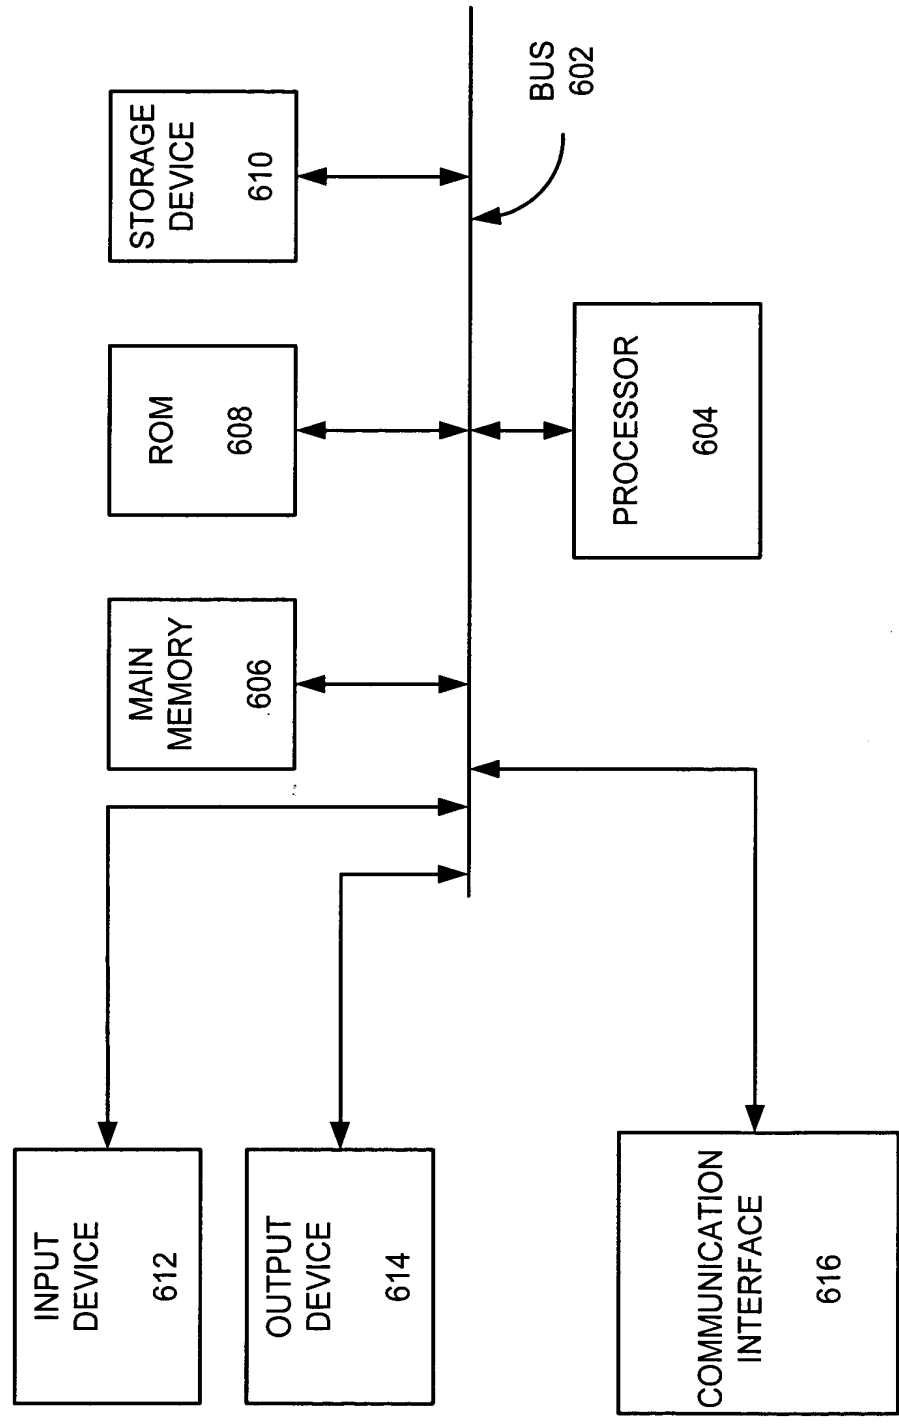 INPUT
DEVICE
612
MAIN
MEMORY
606
ROM
608
STORAGE
DEVICE
610
OUTPUT
DEVICE
614
BUS
602
COMMUNICATION
INTERFACE
616
PROCESSOR
604